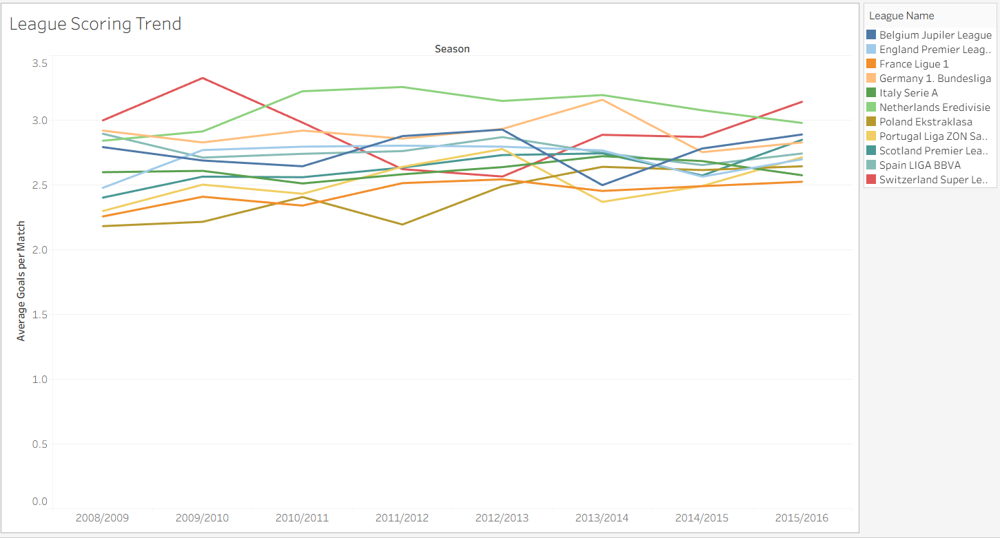 League Scoring Trend
Season
3.5
3.0
2.5
2.0
1.5
1.0
0.5
0.0
Average Goals per Match
2008/2009 2009/2010 2010/2011 2011/2012 2012/2013 2013/2014 2014/2015 2015/2016
League Name
Belgium Jupiler League
England Premier Leag..
France Ligue 1
Germany 1. Bundesliga
Italy Serie A
Netherlands Eredivisie
Poland Ekstraklasa
Portugal Liga ZON Sa..
Scotland Premier Lea..
Spain LIGA BBVA
Switzerland Super Le..